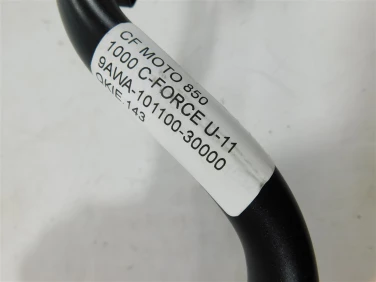 CF MOTO 850
1000 C-FORCE U-11
9AWA-101100-30000
OKIE 143